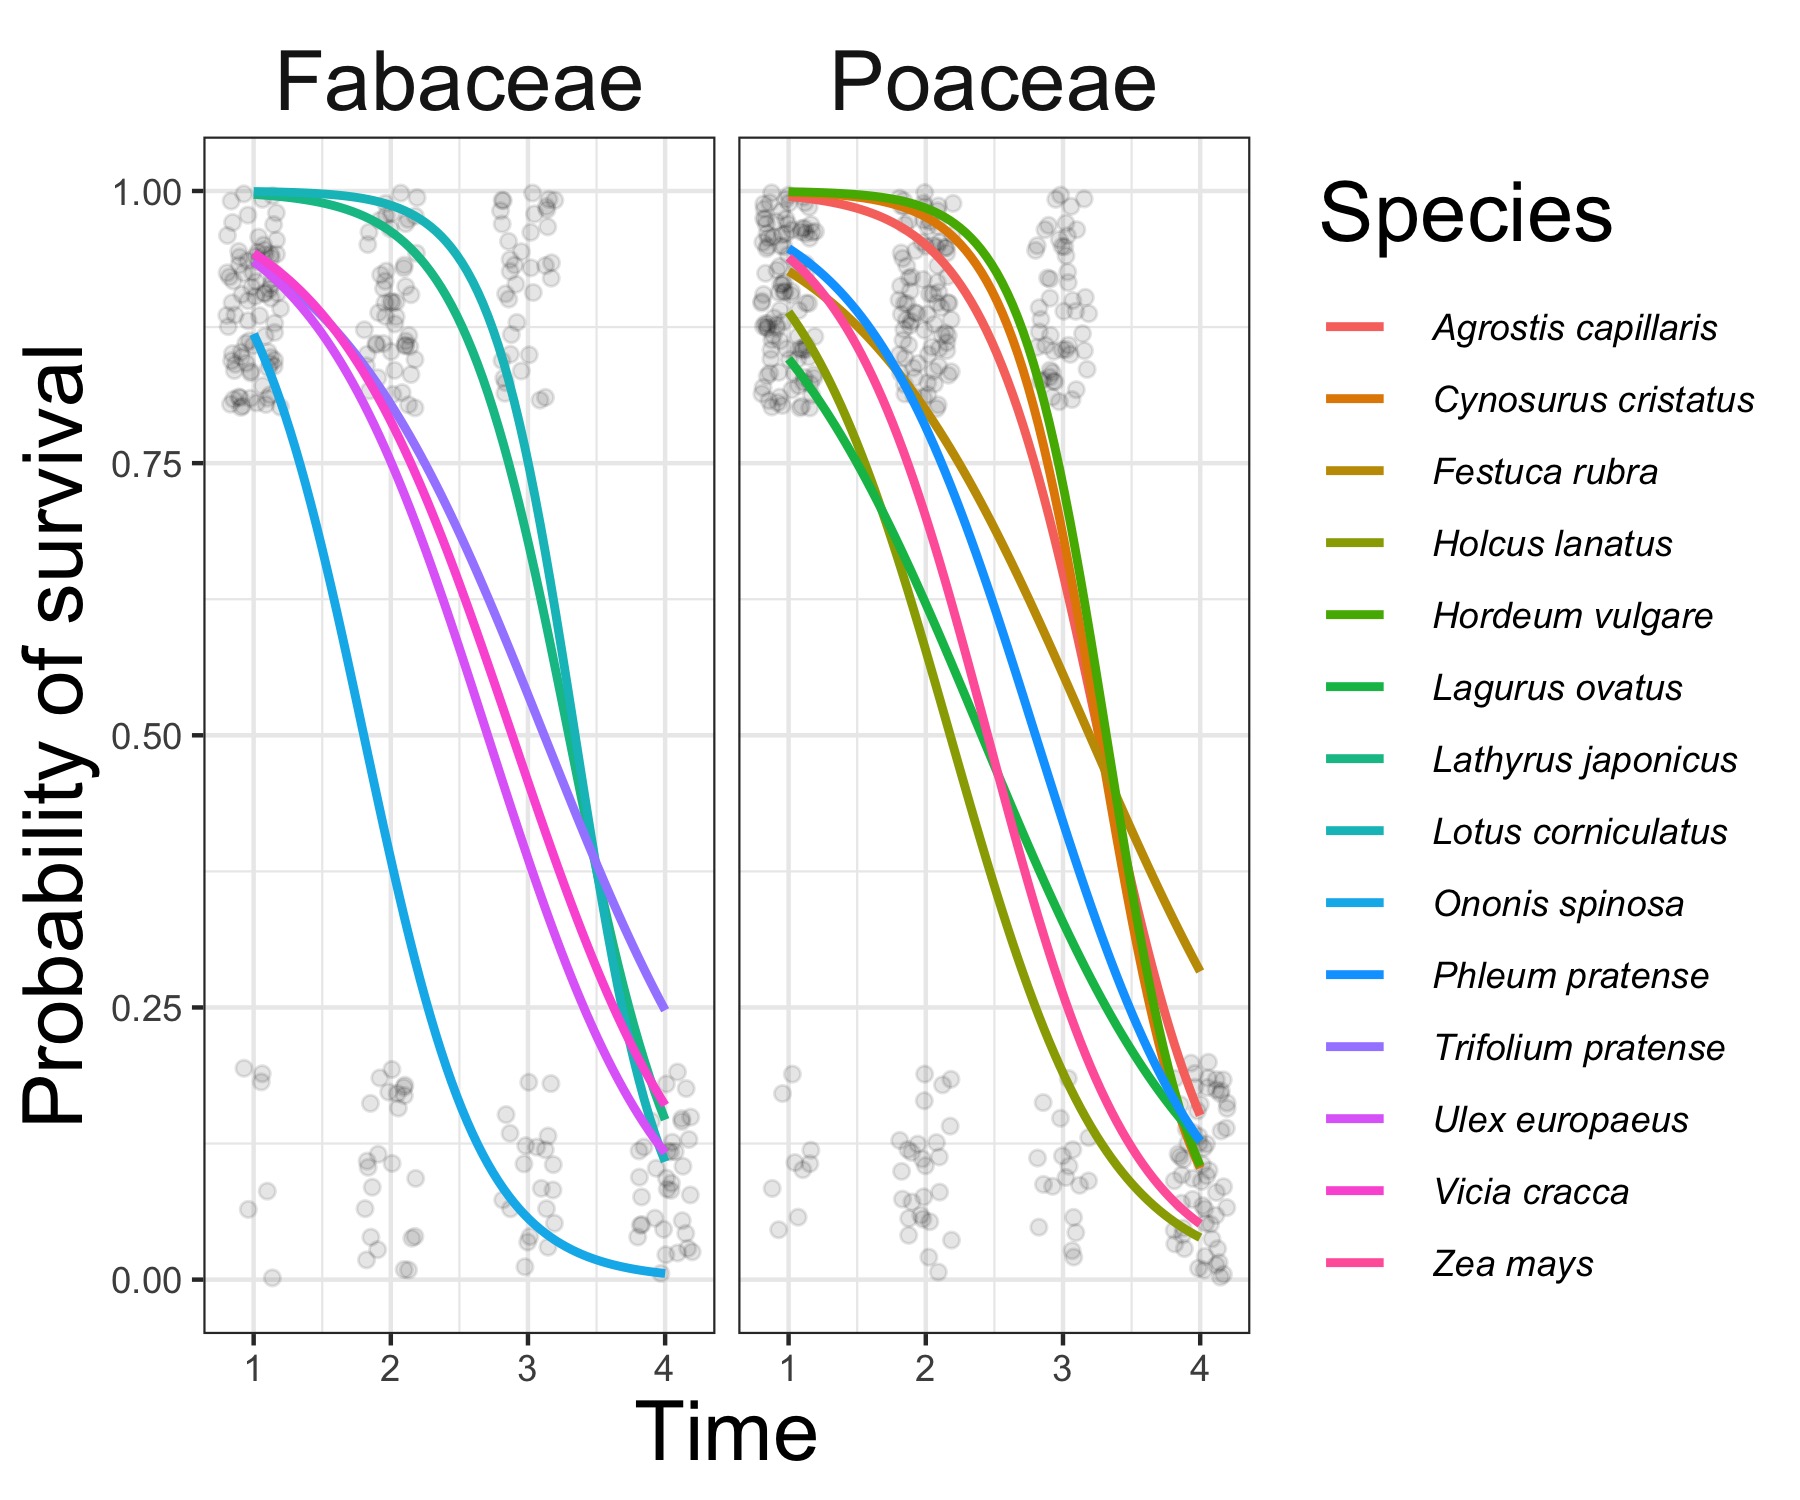 Fabaceae
Poaceae
Probability of survival
1.00
0.75
0.50
0.25
0.00
1 2 3 4
1 2 3 4
Time
Species
Agrostis capillaris
Cynosurus cristatus
Festuca rubra
Holcus lanatus
Hordeum vulgare
Lagurus ovatus
Lathyrus japonicus
Lotus corniculatus
Ononis spinosa
Phleum pratense
Trifolium pratense
Ulex europaeus
Vicia cracca
Zea mays